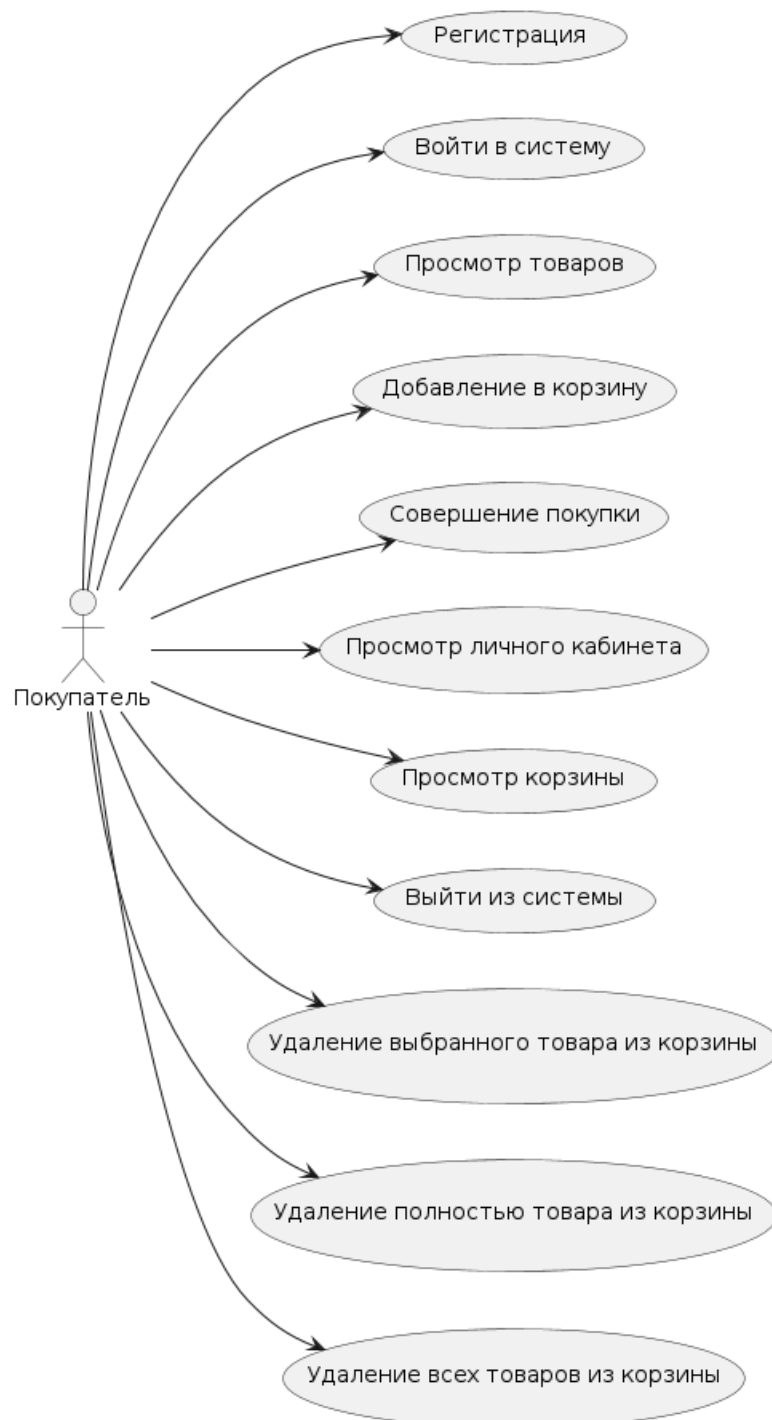 Регистрация
Войти в систему
Просмотр товаров
Добавление в корзину
Совершение покупки
Просмотр личного кабинета
Покупатель
Просмотр корзины
Выйти из системы
Удаление выбранного товара из корзины
Удаление полностью товара из корзины
Удаление всех товаров из корзины